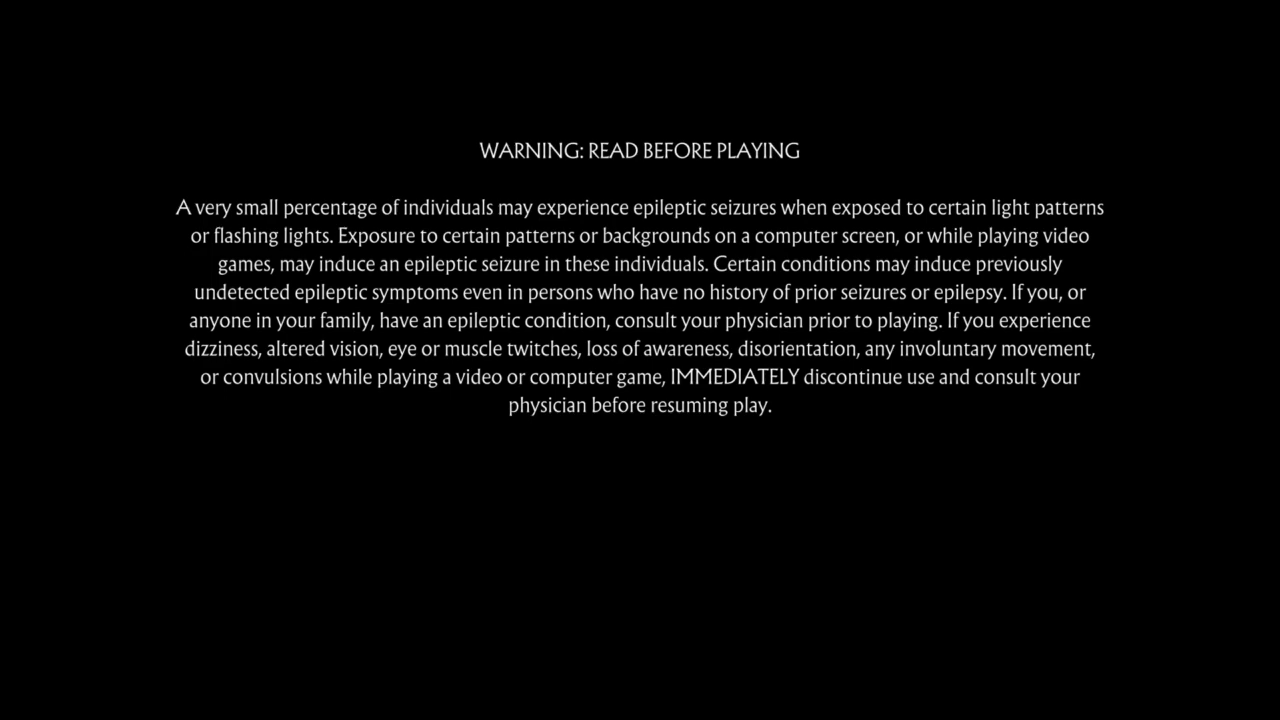 WARNING: READ BEFORE PLAYING
A very small percentage of individuals may experience epileptic seizures when exposed to certain light patterns
or flashing lights. Exposure to certain patterns or backgrounds on a computer screen, or while playing video
games, may induce an epileptic seizure in these individuals. Certain conditions may induce previously
undetected epileptic symptoms even in persons who have no history of prior seizures or epilepsy. If you, or
anyone in your family, have an epileptic condition, consult your physician prior to playing. If you experience
dizziness, altered vision, eye or muscle twitches, loss of awareness, disorientation, any involuntary movement,
or convulsions while playing a video or computer game, IMMEDIATELY discontinue use and consult your
physician before resuming play.